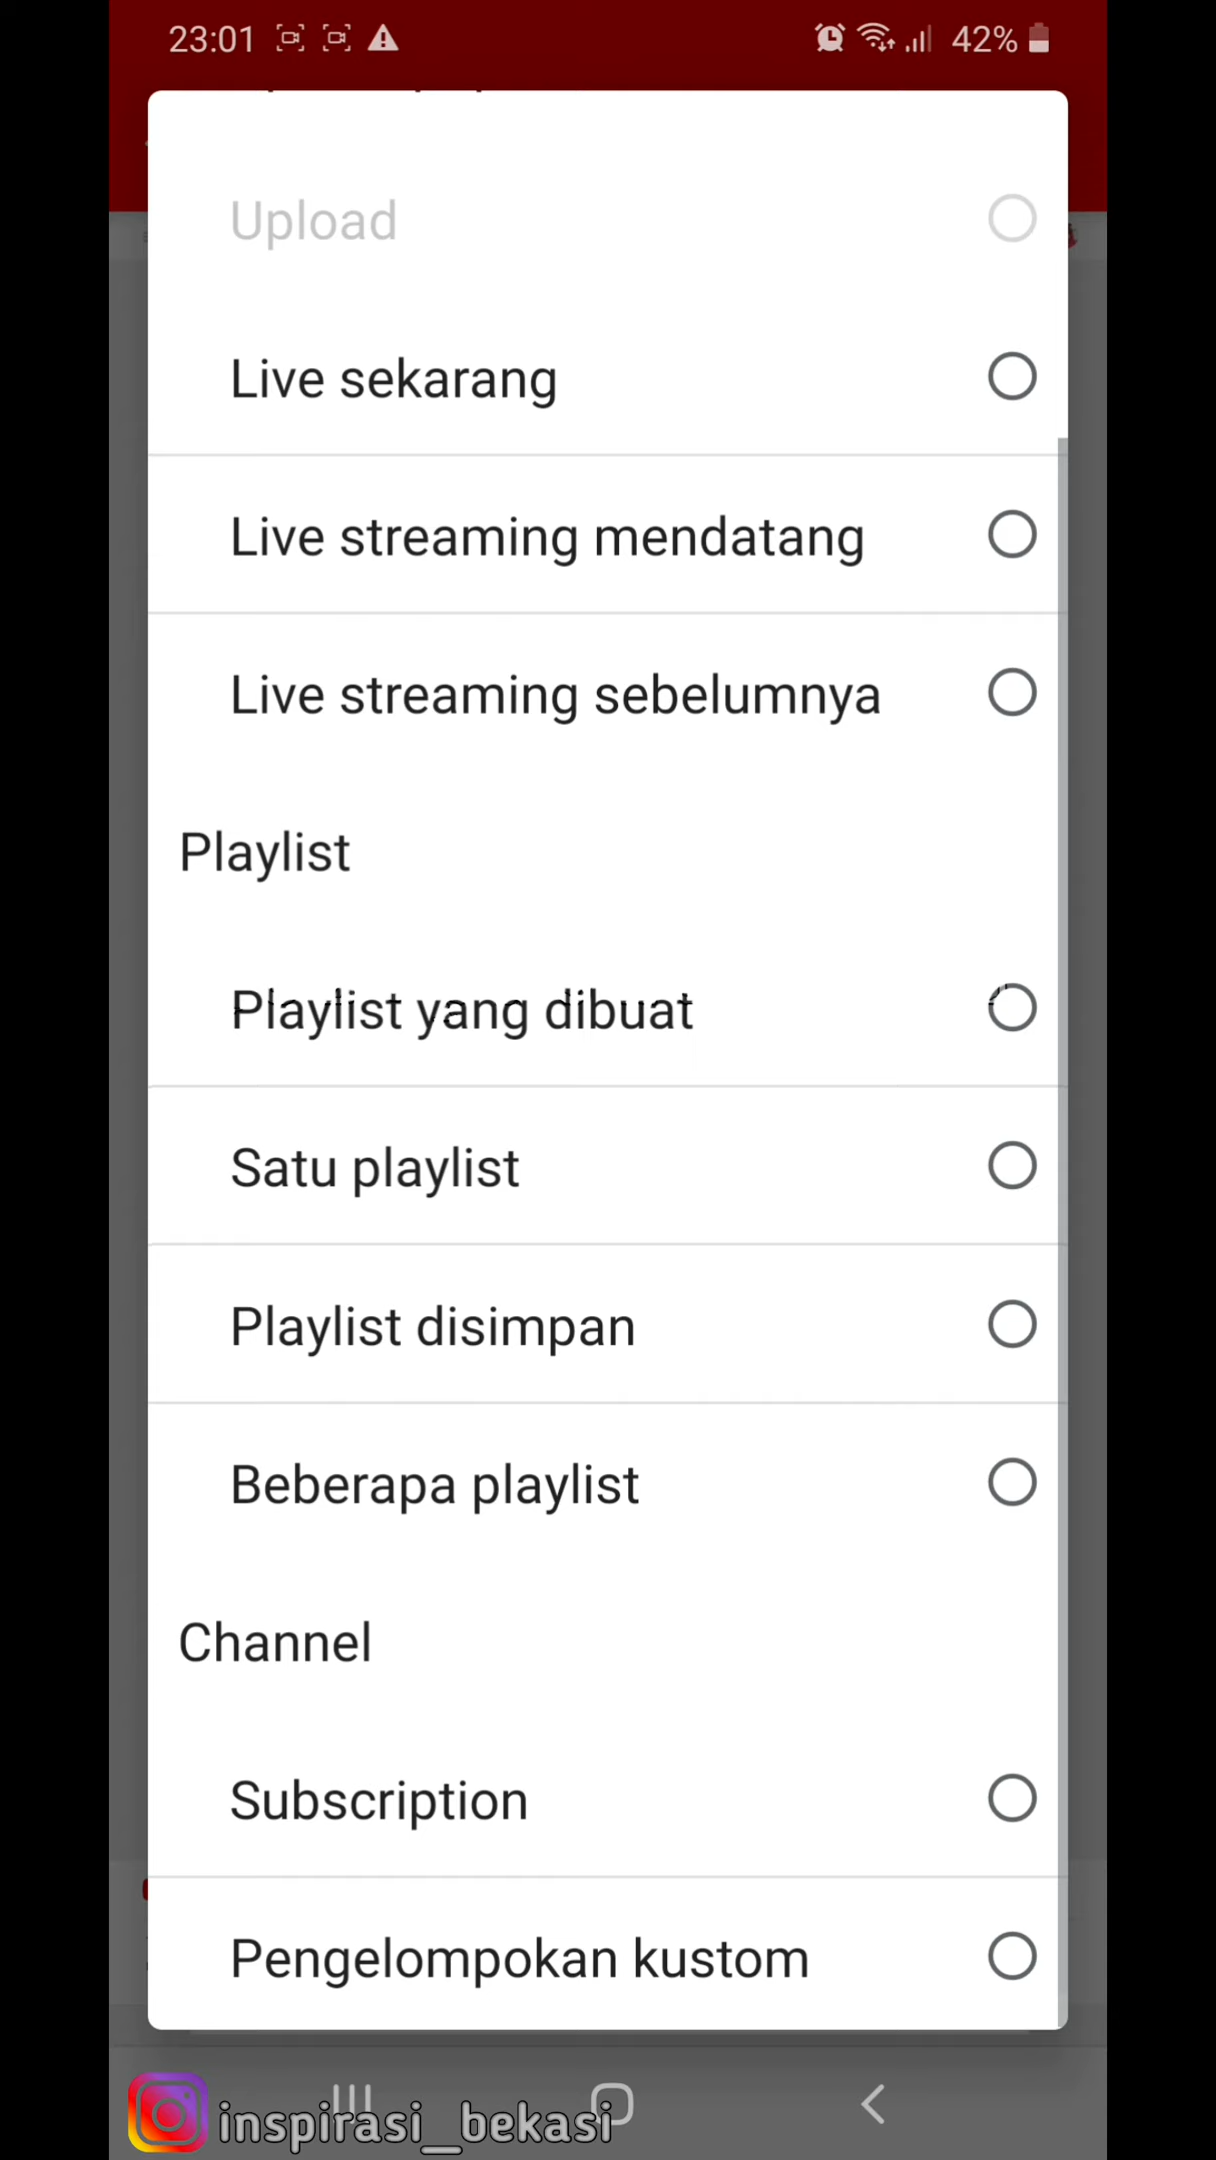 23:01
42%
Upload
Live sekarang
Live streaming mendatang
Live streaming sebelumnya
Playlist
Playlist yang dibuat
Satu playlist
Playlist disimpan
Beberapa playlist
Channel
Subscription
Pengelompokan kustom
inspirasi_bekasi